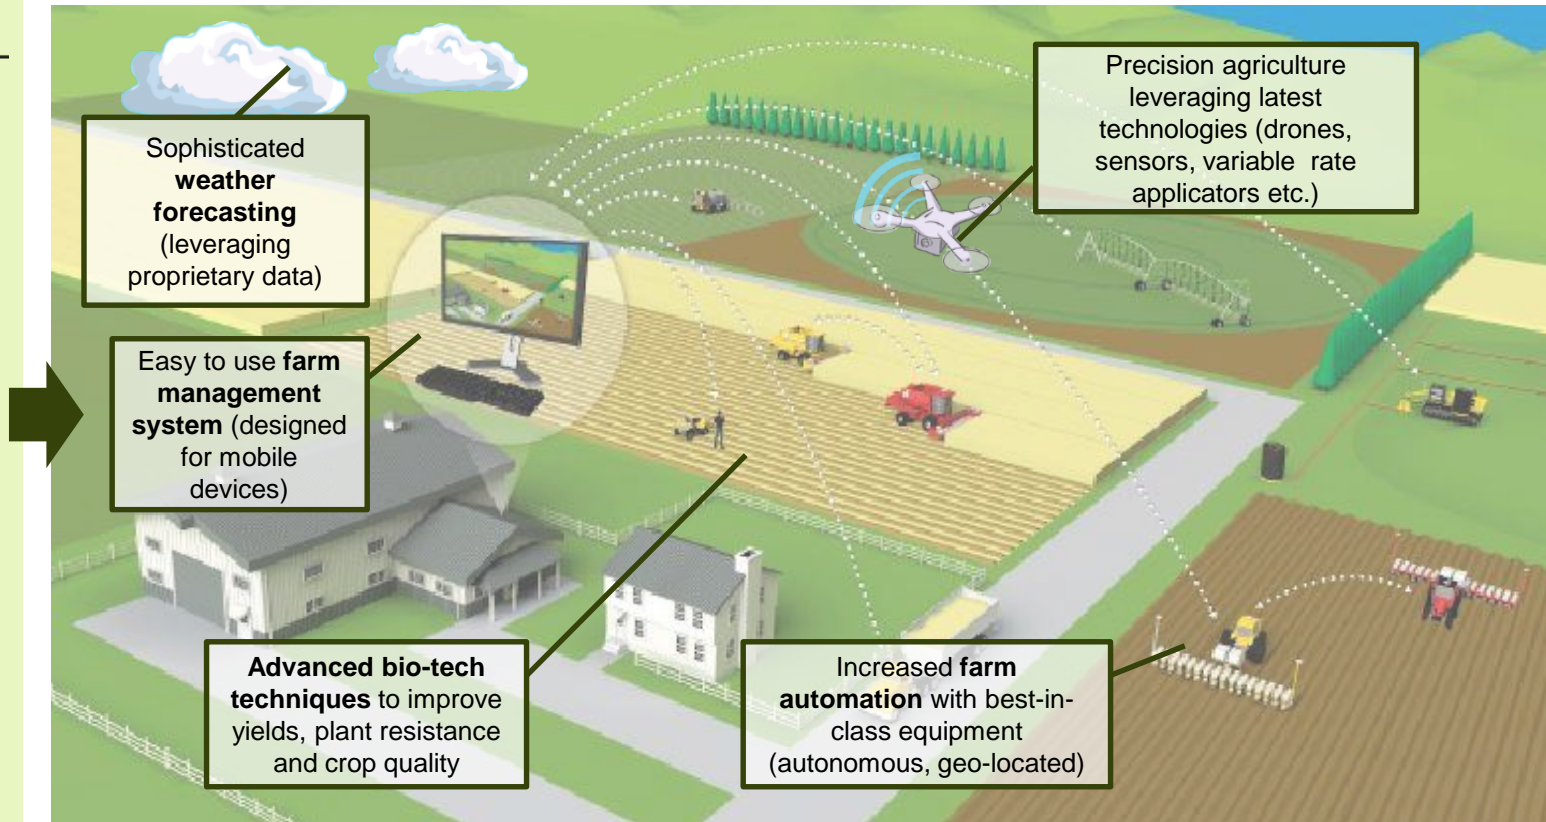 Sophisticated
weather
forecasting
(leveraging
proprietary data)
Precision agriculture
leveraging latest
technologies (drones,
sensors, variable rate
applicators etc.)
Easy to use farm
management
system (designed
for mobile
devices)
Advanced bio-tech
techniques to improve
yields, plant resistance
and crop quality
Increased farm
automation with best-in-
class equipment
(autonomous, geo-located)